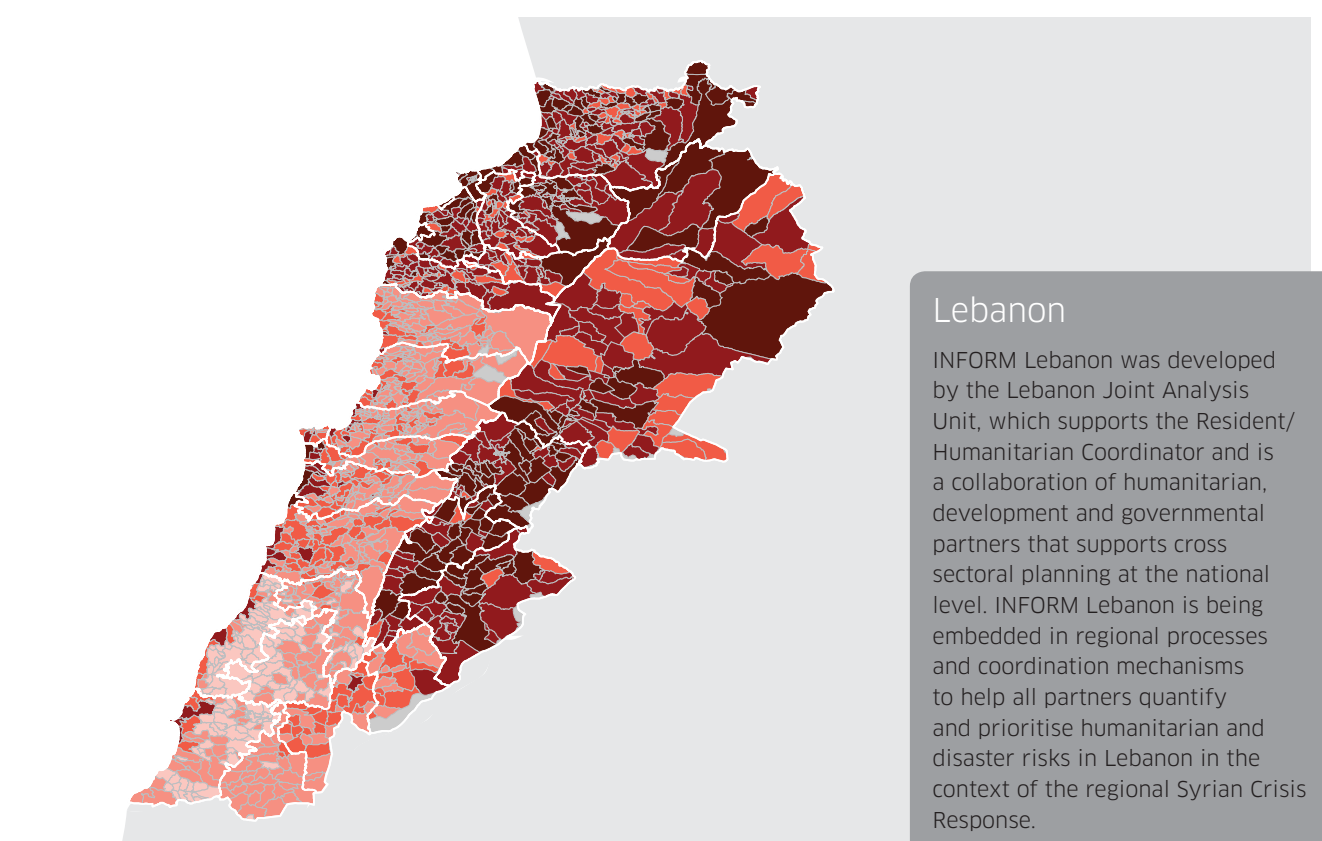 Lebanon
INFORM Lebanon was developed
by the Lebanon Joint Analysis
Unit, which supports the Resident/
Humanitarian Coordinator and is
a collaboration of humanitarian,
development and governmental
partners that supports cross
sectoral planning at the national
level. INFORM Lebanon is being
embedded in regional processes
and coordination mechanisms
to help all partners quantify
and prioritise humanitarian and
disaster risks in Lebanon in the
context of the regional Syrian Crisis
Response.